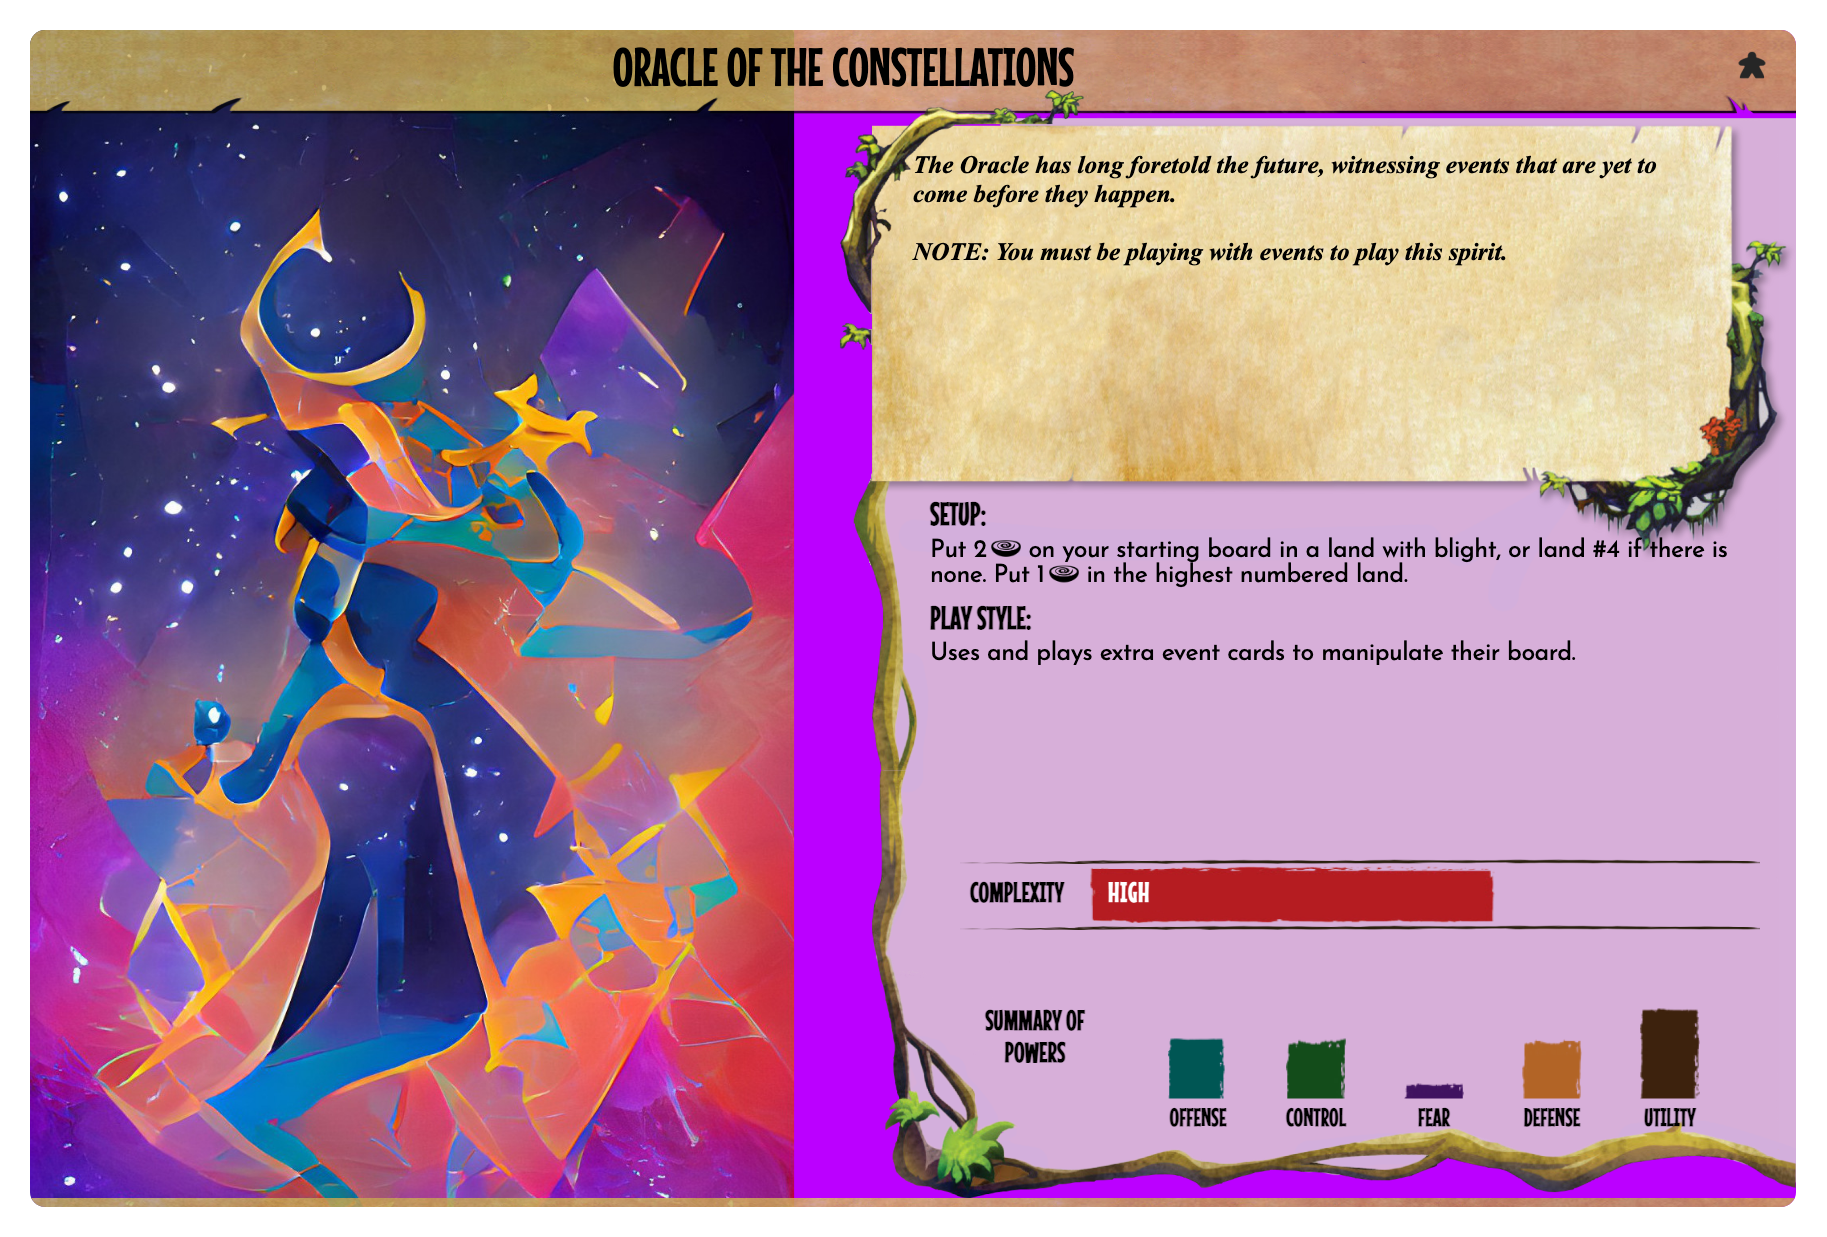 ORACLE OF THE CONSTELLATIONS
The Oracle has long foretold the future, witnessing events that are yet to
come before they happen.
NOTE: You must be playing with events to play this spirit.
SETUP:
Put 2 on your starting board in a land with blight, or land #4 if there is
none. Put 1 in the highest numbered land.
PLAY STYLE:
Uses and plays extra event cards to manipulate their board.
COMPLEXITY HIGH
SUMMARY OF
POWERS
OFFENSE CONTROL FEAR DEFENSE UTILITY